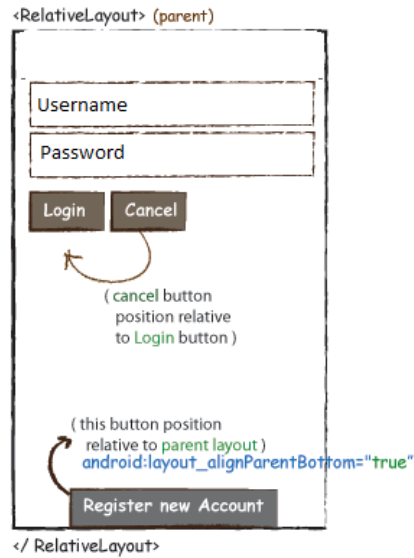 <RelativeLayout> (parent)
Username
Password
Login Cancel
( cancel button
position relative
to Login button )
( this button position
relative to parent layout )
android:layout_alignParentBottom="true"
Register new Account
</ RelativeLayout>